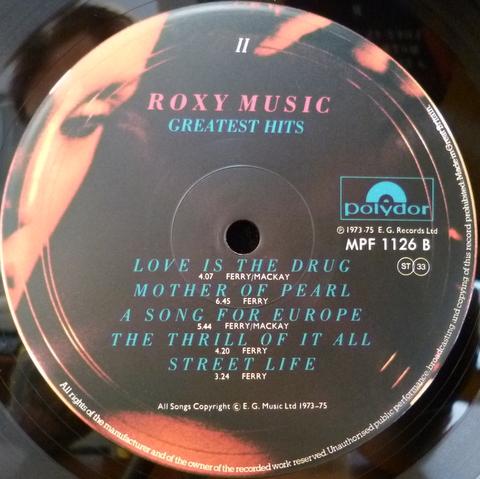 II
ROXY MUSIC
GREATEST HITS
polydor
℗ 1973-75 E. G. Records Ltd
MPF 1126 B
ST 33
LOVE IS THE DRUG
4.07 FERRY/MACKAY
MOTHER OF PEARL
6.45 FERRY
A SONG FOR EUROPE
5.44 FERRY/MACKAY
THE THRILL OF IT ALL
4.20 FERRY
STREET LIFE
3.24 FERRY
All Songs Copyright © E. G. Music Ltd 1973-75
All rights of the manufacturer and of the owner of the recorded work reserved. Unauthorised public performance, broadcasting and copying of this record prohibited. Made in Great Britain.